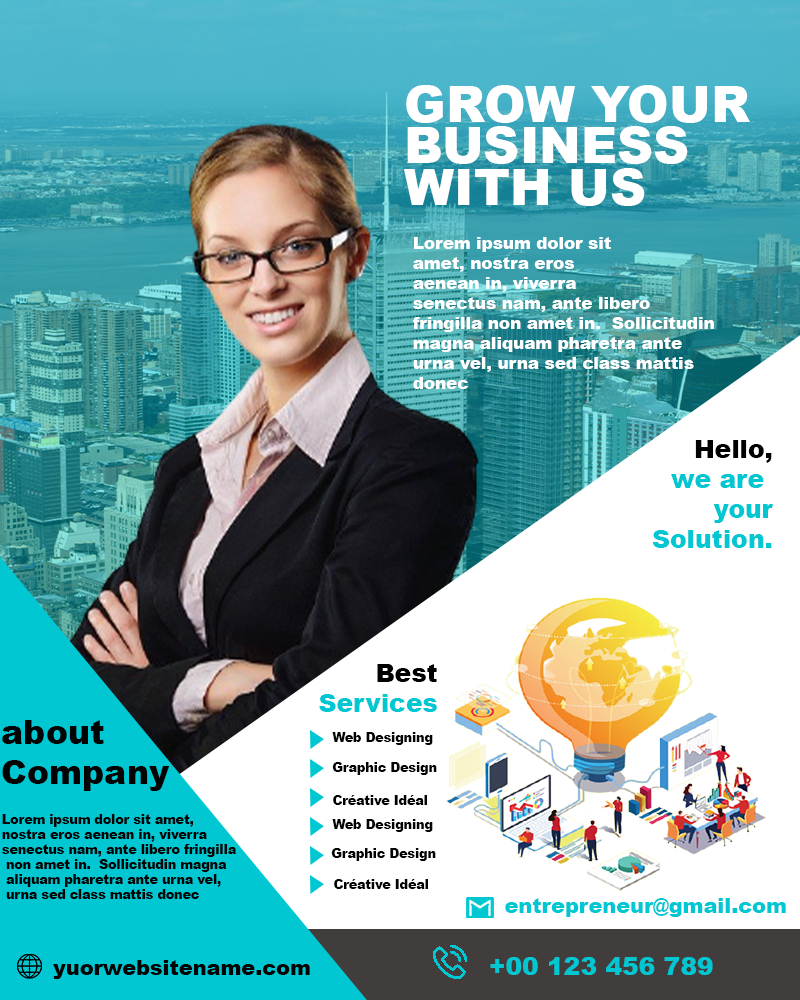 GROW YOUR
BUSINESS
WITH US
Lorem ipsum dolor sit
amet, nostra eros
aenean in, viverra
senectus nam, ante libero
fringilla non amet in.  Sollicitudin
magna aliquam pharetra ante
urna vel, urna sed class mattis
donec
Hello,
we are
your
Solution.
Best
Services
Web Designing
Graphic Design
Créative Idéal
Web Designing
Graphic Design
Créative Idéal
about
Company
Lorem ipsum dolor sit amet,
nostra eros aenean in, viverra
senectus nam, ante libero fringilla
non amet in.  Sollicitudin magna
aliquam pharetra ante urna vel,
urna sed class mattis donec
entrepreneur@gmail.com
yuorwebsitename.com
+00 123 456 789